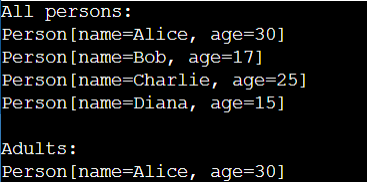 All persons:
Person[name=Alice, age=30]
Person[name=Bob, age=17]
Person[name=Charlie, age=25]
Person[name=Diana, age=15]

Adults:
Person[name=Alice, age=30]